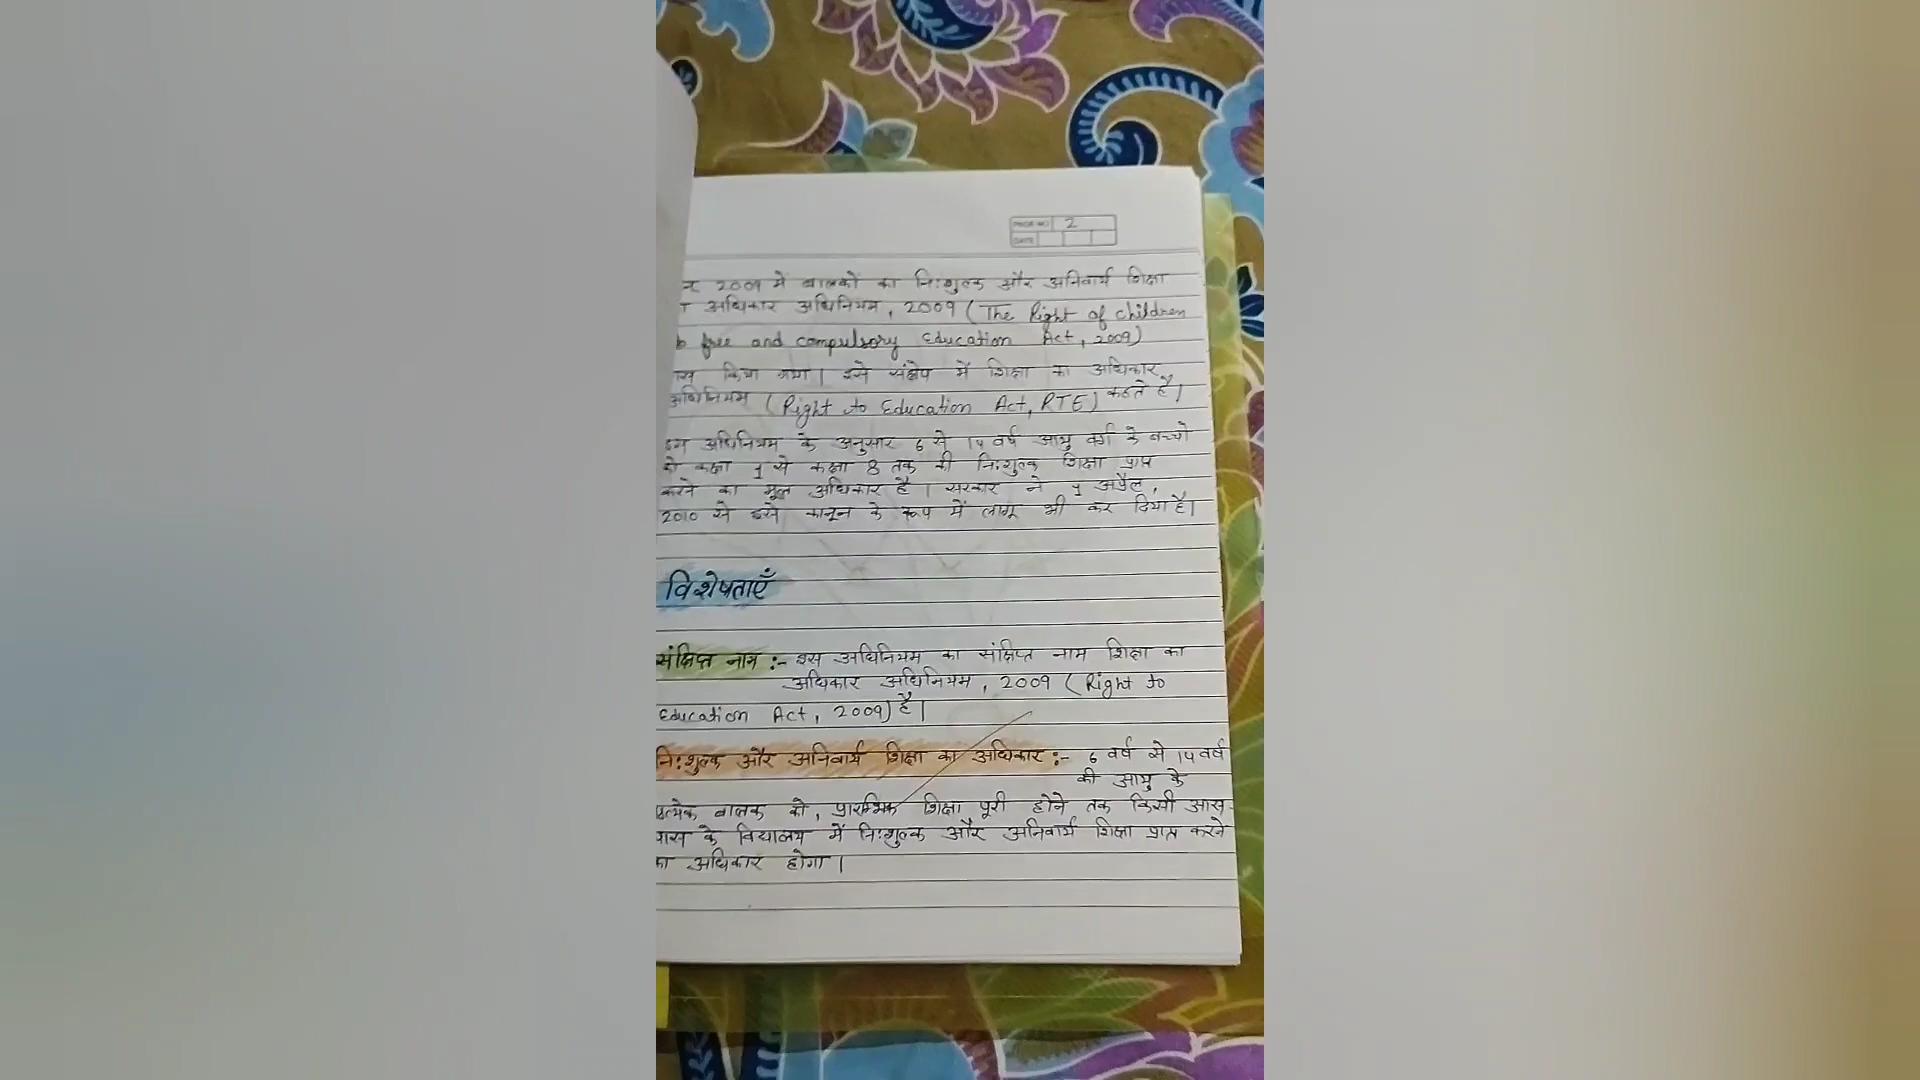 PAGE NO 2
DATE
2009 में बालकों का नि:शुल्क और अनिवार्य शिक्षा
अधिकार अधिनियम, 2009 (The Right of children
free and compulsory Education Act, 2009)
किया गया। इसे संक्षेप में शिक्षा का अधिकार
अधिनियम (Right to Education Act, RTE) कहते है।
इस अधिनियम के अनुसार 6 से 14 वर्ष आयु वर्ग के बच्चो
को कक्षा 1 से कक्षा 8 तक की नि:शुल्क शिक्षा प्राप्त
करने का मूल अधिकार है। सरकार ने 1 अप्रैल,
2010 से इसे कानून के रूप में लागू भी कर दिया है।
विशेषताएँ
संक्षिप्त नाम :- इस अधिनियम का संक्षिप्त नाम शिक्षा का
अधिकार अधिनियम, 2009 (Right to
Education Act, 2009) है।
नि:शुल्क और अनिवार्य शिक्षा का अधिकार :- 6 वर्ष से 14 वर्ष
की आयु के
प्रत्येक बालक को, प्रारम्भिक शिक्षा पूरी होने तक किसी आस-
पास के विद्यालय में नि:शुल्क और अनिवार्य शिक्षा प्राप्त करने
का अधिकार होगा।